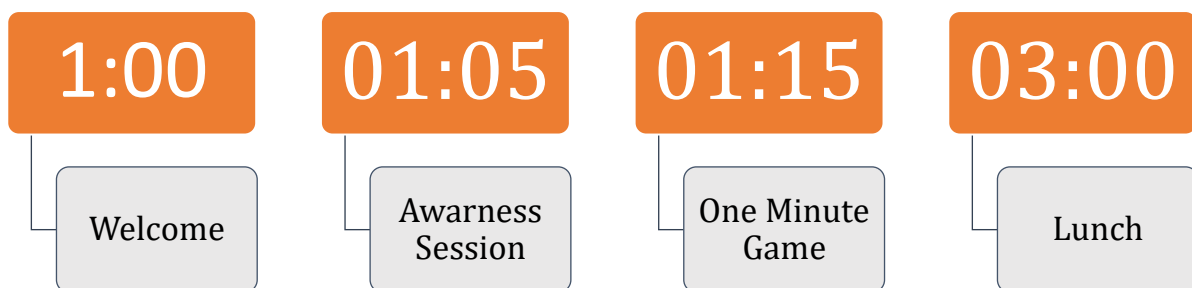 1:00
Welcome
01:05
Awarness
Session
01:15
One Minute
Game
03:00
Lunch